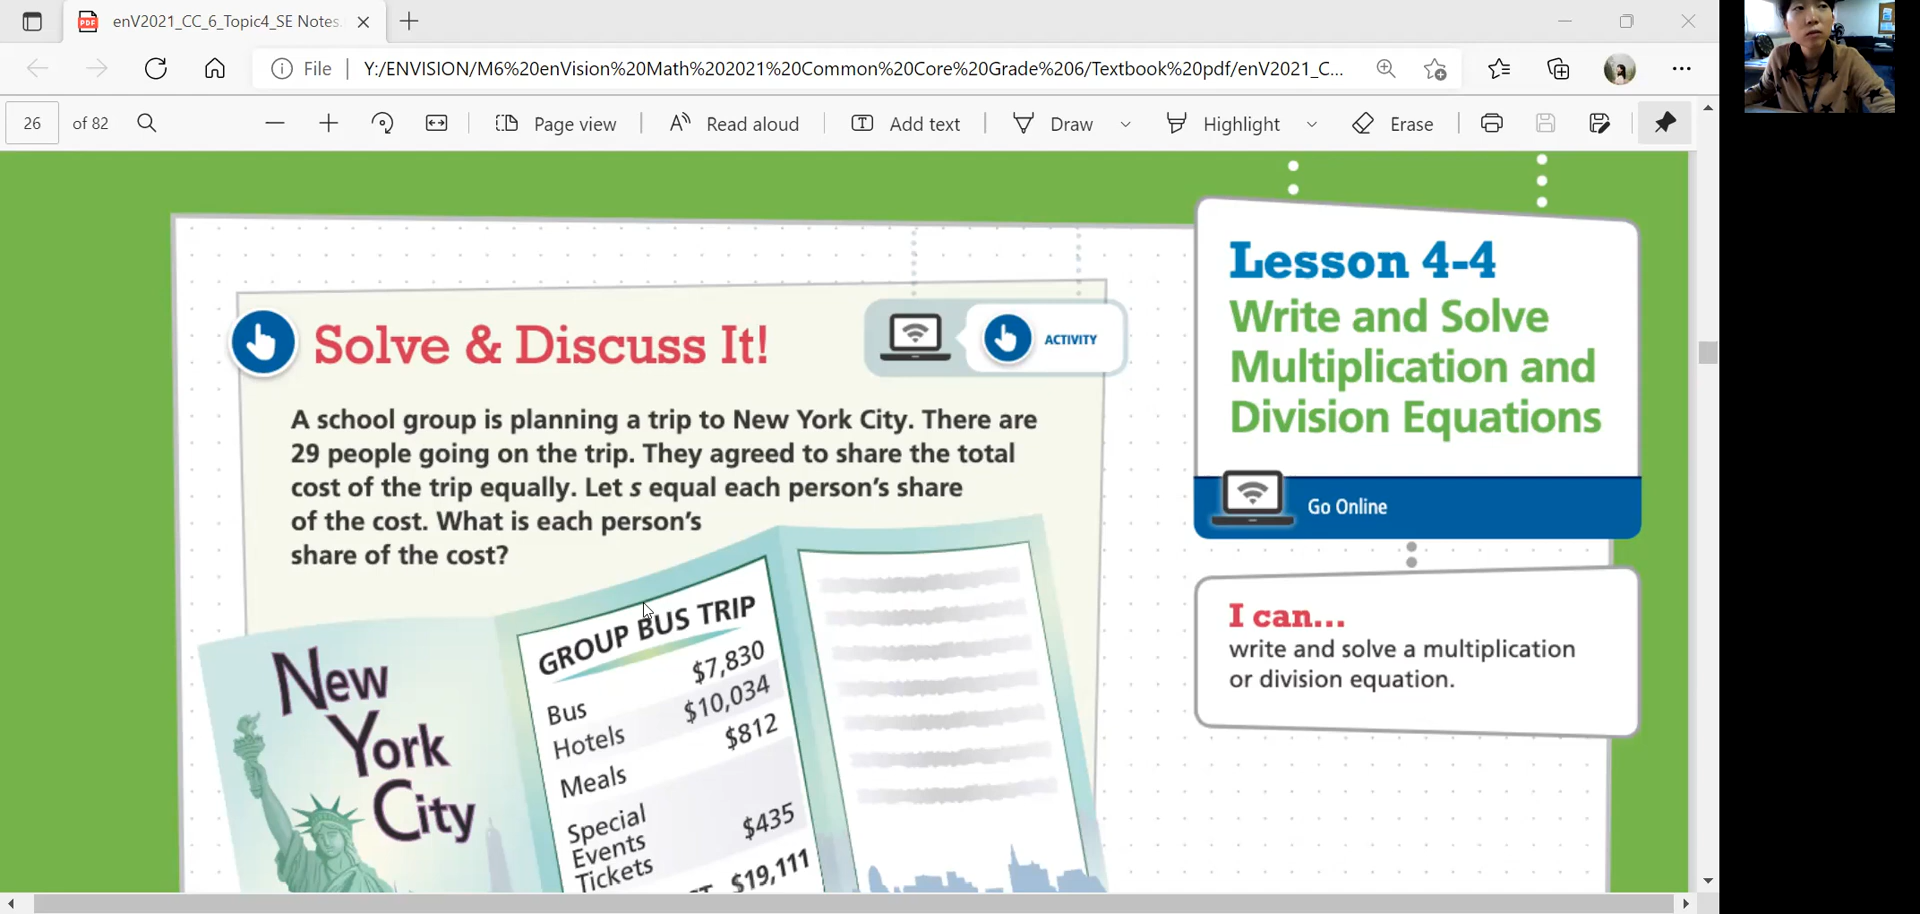 enV2021_CC_6_Topic4_SE Notes.
File
Y:/ENVISION/M6%20enVision%20Math%202021%20Common%20Core%20Grade%206/Textbook%20pdf/enV2021_C...
26 of 82
Page view
Read aloud
Add text
Draw
Highlight
Erase
Solve & Discuss It!
ACTIVITY
A school group is planning a trip to New York City. There are
29 people going on the trip. They agreed to share the total
cost of the trip equally. Let s equal each person's share
of the cost. What is each person's
share of the cost?
New
York
City
GROUP BUS TRIP
Bus $7,830
Hotels $10,034
Meals $812
Special
Events
Tickets $435
$19,111
Lesson 4-4
Write and Solve
Multiplication and
Division Equations
Go Online
I can...
write and solve a multiplication
or division equation.